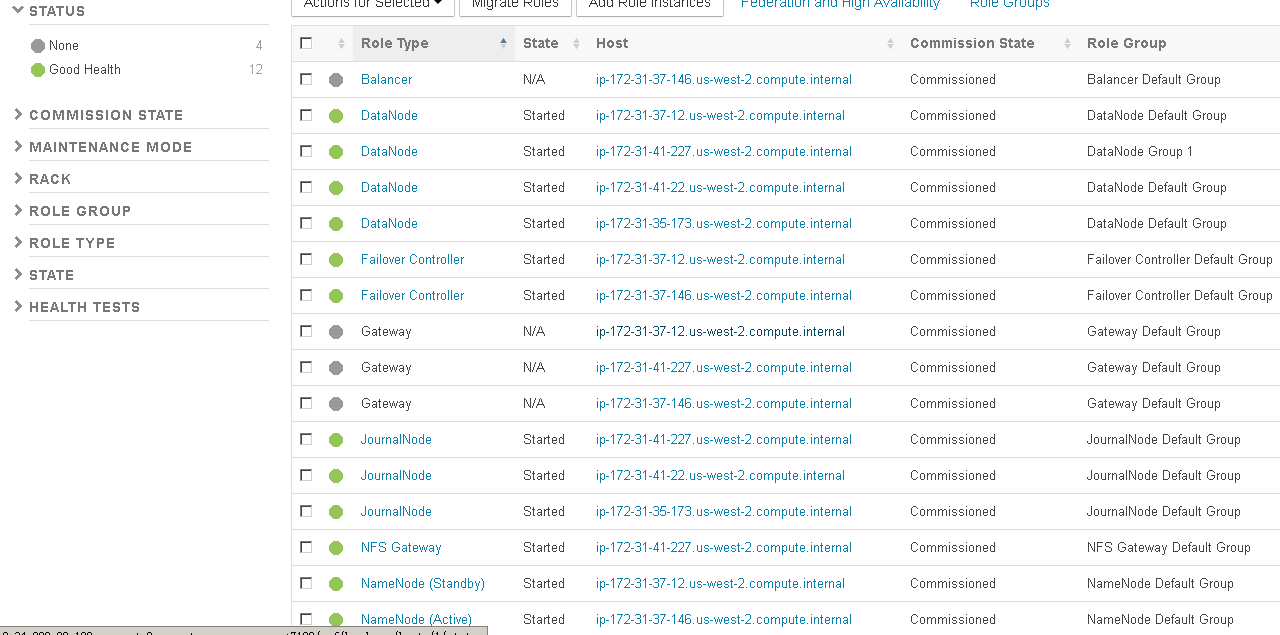 STATUS
None 4
Good Health 12
COMMISSION STATE
MAINTENANCE MODE
RACK
ROLE GROUP
ROLE TYPE
STATE
HEALTH TESTS
Actions for Selected Migrate Roles Add Role Instances Federation and High Availability Role Groups
Role Type State Host Commission State Role Group
Balancer N/A ip-172-31-37-146.us-west-2.compute.internal Commissioned Balancer Default Group
DataNode Started ip-172-31-37-12.us-west-2.compute.internal Commissioned DataNode Default Group
DataNode Started ip-172-31-41-227.us-west-2.compute.internal Commissioned DataNode Group 1
DataNode Started ip-172-31-41-22.us-west-2.compute.internal Commissioned DataNode Default Group
DataNode Started ip-172-31-35-173.us-west-2.compute.internal Commissioned DataNode Default Group
Failover Controller Started ip-172-31-37-12.us-west-2.compute.internal Commissioned Failover Controller Default Group
Failover Controller Started ip-172-31-37-146.us-west-2.compute.internal Commissioned Failover Controller Default Group
Gateway N/A ip-172-31-37-12.us-west-2.compute.internal Commissioned Gateway Default Group
Gateway N/A ip-172-31-41-227.us-west-2.compute.internal Commissioned Gateway Default Group
Gateway N/A ip-172-31-37-146.us-west-2.compute.internal Commissioned Gateway Default Group
JournalNode Started ip-172-31-41-227.us-west-2.compute.internal Commissioned JournalNode Default Group
JournalNode Started ip-172-31-41-22.us-west-2.compute.internal Commissioned JournalNode Default Group
JournalNode Started ip-172-31-35-173.us-west-2.compute.internal Commissioned JournalNode Default Group
NFS Gateway Started ip-172-31-41-227.us-west-2.compute.internal Commissioned NFS Gateway Default Group
NameNode (Standby) Started ip-172-31-37-12.us-west-2.compute.internal Commissioned NameNode Default Group
NameNode (Active) Started ip-172-31-37-146.us-west-2.compute.internal Commissioned NameNode Default Group